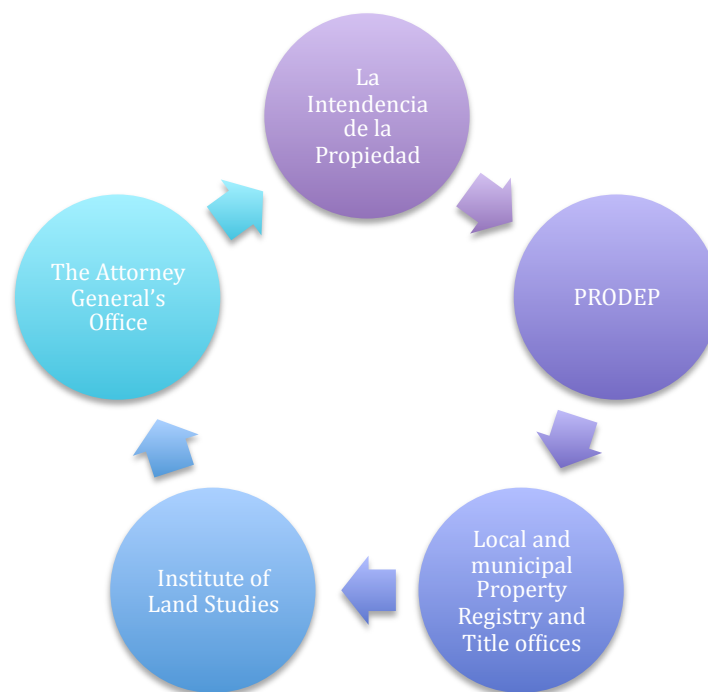 La
Intendencia
de la
Propiedad
PRODEP
Local and
municipal
Property
Registry and
Title offices
Institute of
Land Studies
The Attorney
General’s
Office